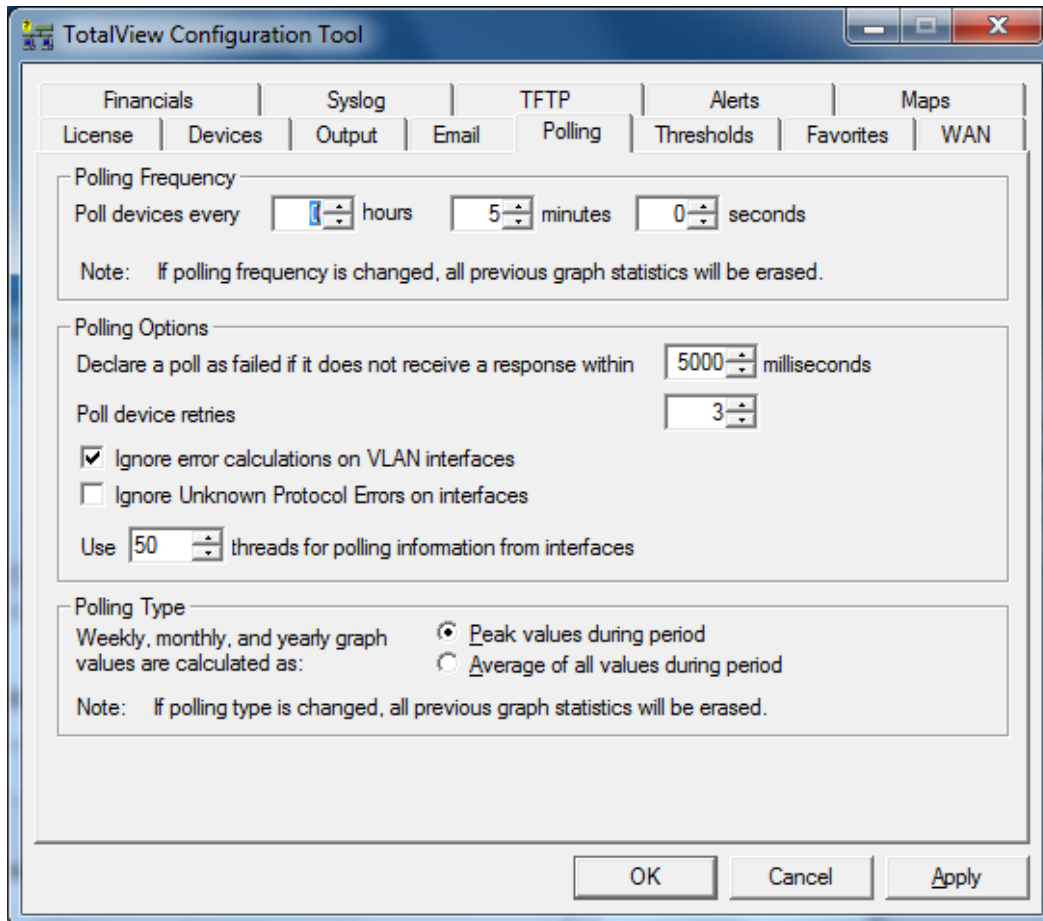 TotalView Configuration Tool
Financials Syslog TFTP Alerts Maps
License Devices Output Email Polling Thresholds Favorites WAN
Polling Frequency
Poll devices every hours 5 minutes 0 seconds
Note: If polling frequency is changed, all previous graph statistics will be erased.
Polling Options
Declare a poll as failed if it does not receive a response within 5000 milliseconds
Poll device retries 3
Ignore error calculations on VLAN interfaces
Ignore Unknown Protocol Errors on interfaces
Use 50 threads for polling information from interfaces
Polling Type
Weekly, monthly, and yearly graph
values are calculated as:
Peak values during period
Average of all values during period
Note: If polling type is changed, all previous graph statistics will be erased.
OK Cancel Apply